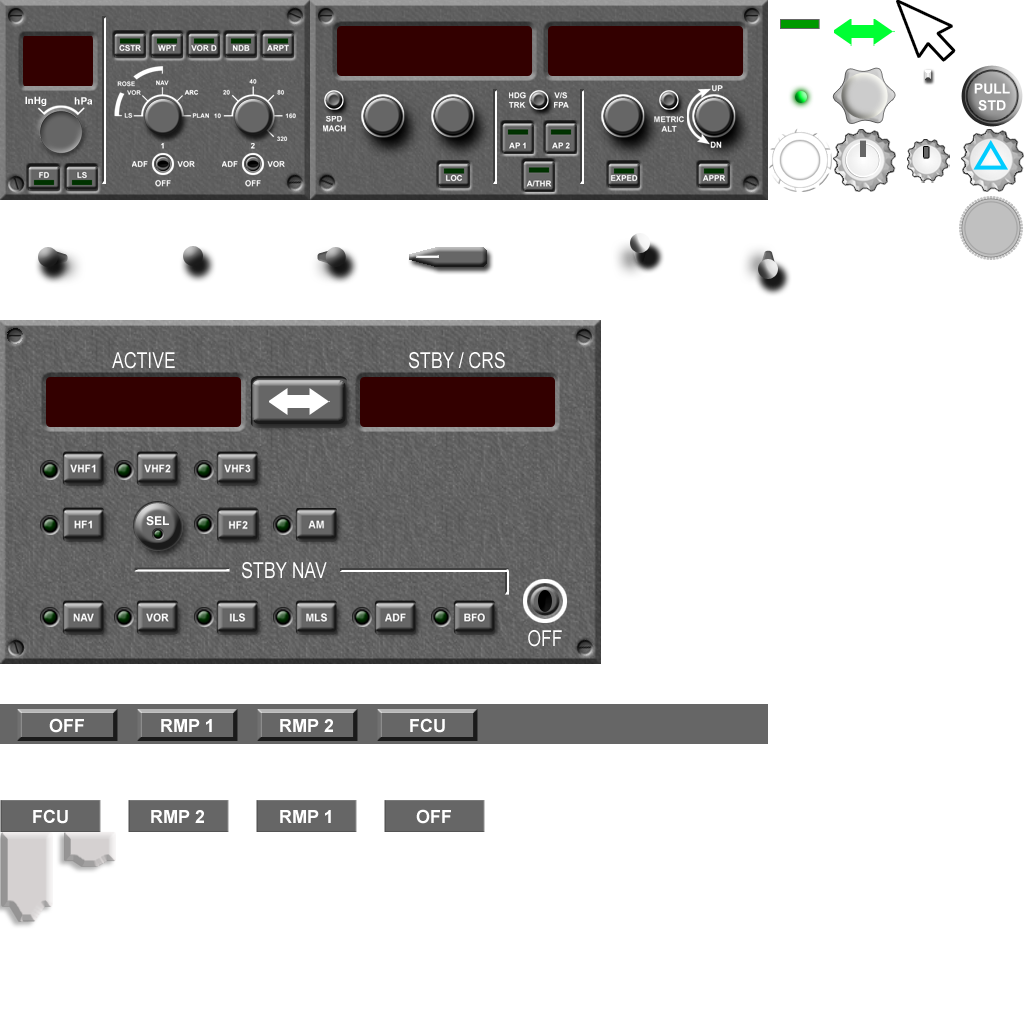 CSTR WPT VOR D NDB ARPT
InHg hPa
ROSE
NAV
VOR ARC
LS PLAN
40
20 80
10 160
320
1 2
ADF VOR ADF VOR
OFF OFF
FD LS
SPD
MACH
HDG V/S
TRK FPA
AP 1 AP 2
LOC A/THR EXPED APPR
METRIC
ALT
UP
DN
PULL
STD
ACTIVE STBY / CRS
VHF1 VHF2 VHF3
HF1 SEL HF2 AM
STBY NAV
NAV VOR ILS MLS ADF BFO
OFF
OFF RMP 1 RMP 2 FCU
FCU RMP 2 RMP 1 OFF